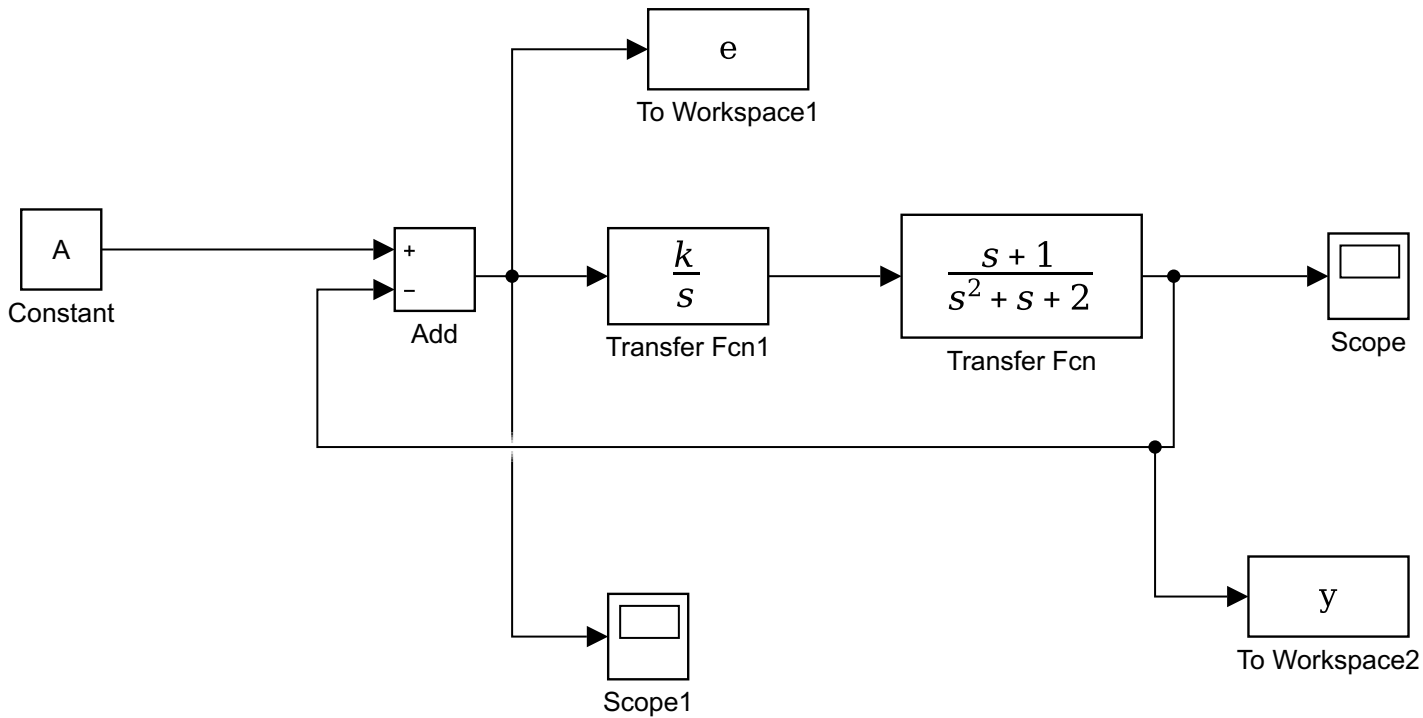 e
To Workspace1
A
Constant
+
−
Add
k
s
Transfer Fcn1
s + 1
s² + s + 2
Transfer Fcn
Scope
y
To Workspace2
Scope1